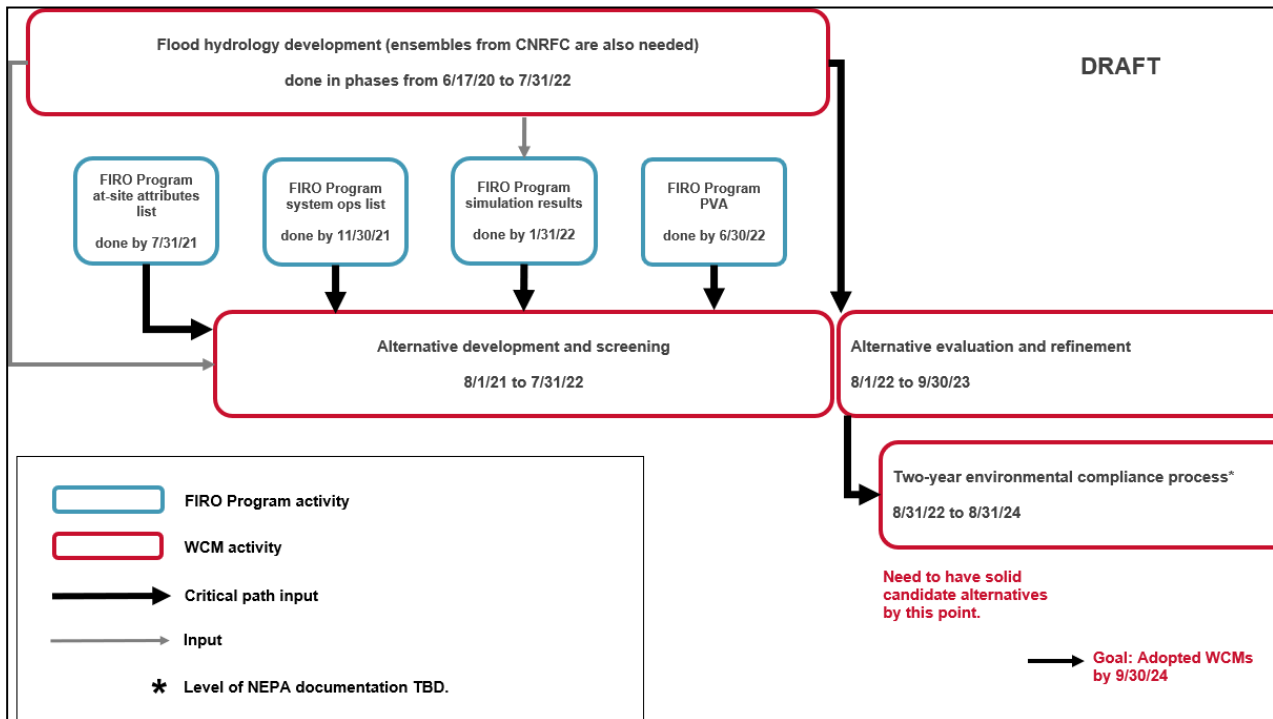 Flood hydrology development (ensembles from CNRFC are also needed)
done in phases from 6/17/20 to 7/31/22
DRAFT
FIRO Program
at-site attributes
list
done by 7/31/21
FIRO Program
system ops list
done by 11/30/21
FIRO Program
simulation results
done by 1/31/22
FIRO Program
PVA
done by 6/30/22
Alternative development and screening
8/1/21 to 7/31/22
Alternative evaluation and refinement
8/1/22 to 9/30/23
Two-year environmental compliance process*
8/31/22 to 8/31/24
Need to have solid
candidate alternatives
by this point.
Goal: Adopted WCMs
by 9/30/24
FIRO Program activity
WCM activity
Critical path input
Input
* Level of NEPA documentation TBD.